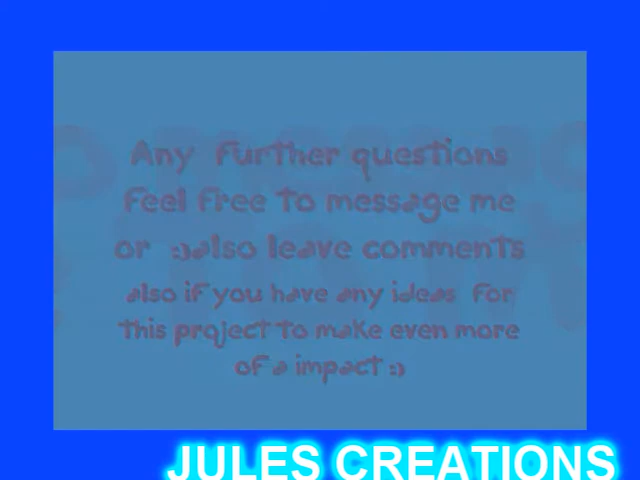 Any further questions
feel free to message me
or :)also leave comments
also if you have any ideas for
this project to make even more
of a impact :)
JULES CREATIONS